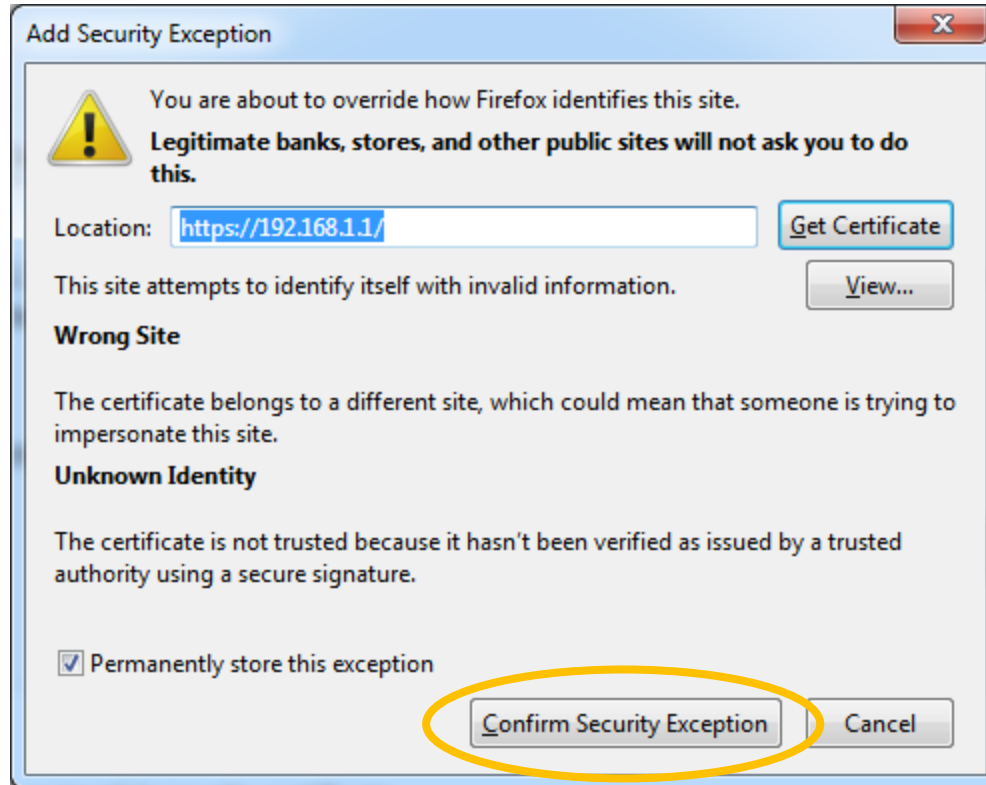 Add Security Exception
You are about to override how Firefox identifies this site.
Legitimate banks, stores, and other public sites will not ask you to do
this.
Location: https://192.168.1.1/ Get Certificate
This site attempts to identify itself with invalid information. View...
Wrong Site
The certificate belongs to a different site, which could mean that someone is trying to
impersonate this site.
Unknown Identity
The certificate is not trusted because it hasn't been verified as issued by a trusted
authority using a secure signature.
Permanently store this exception
Confirm Security Exception Cancel